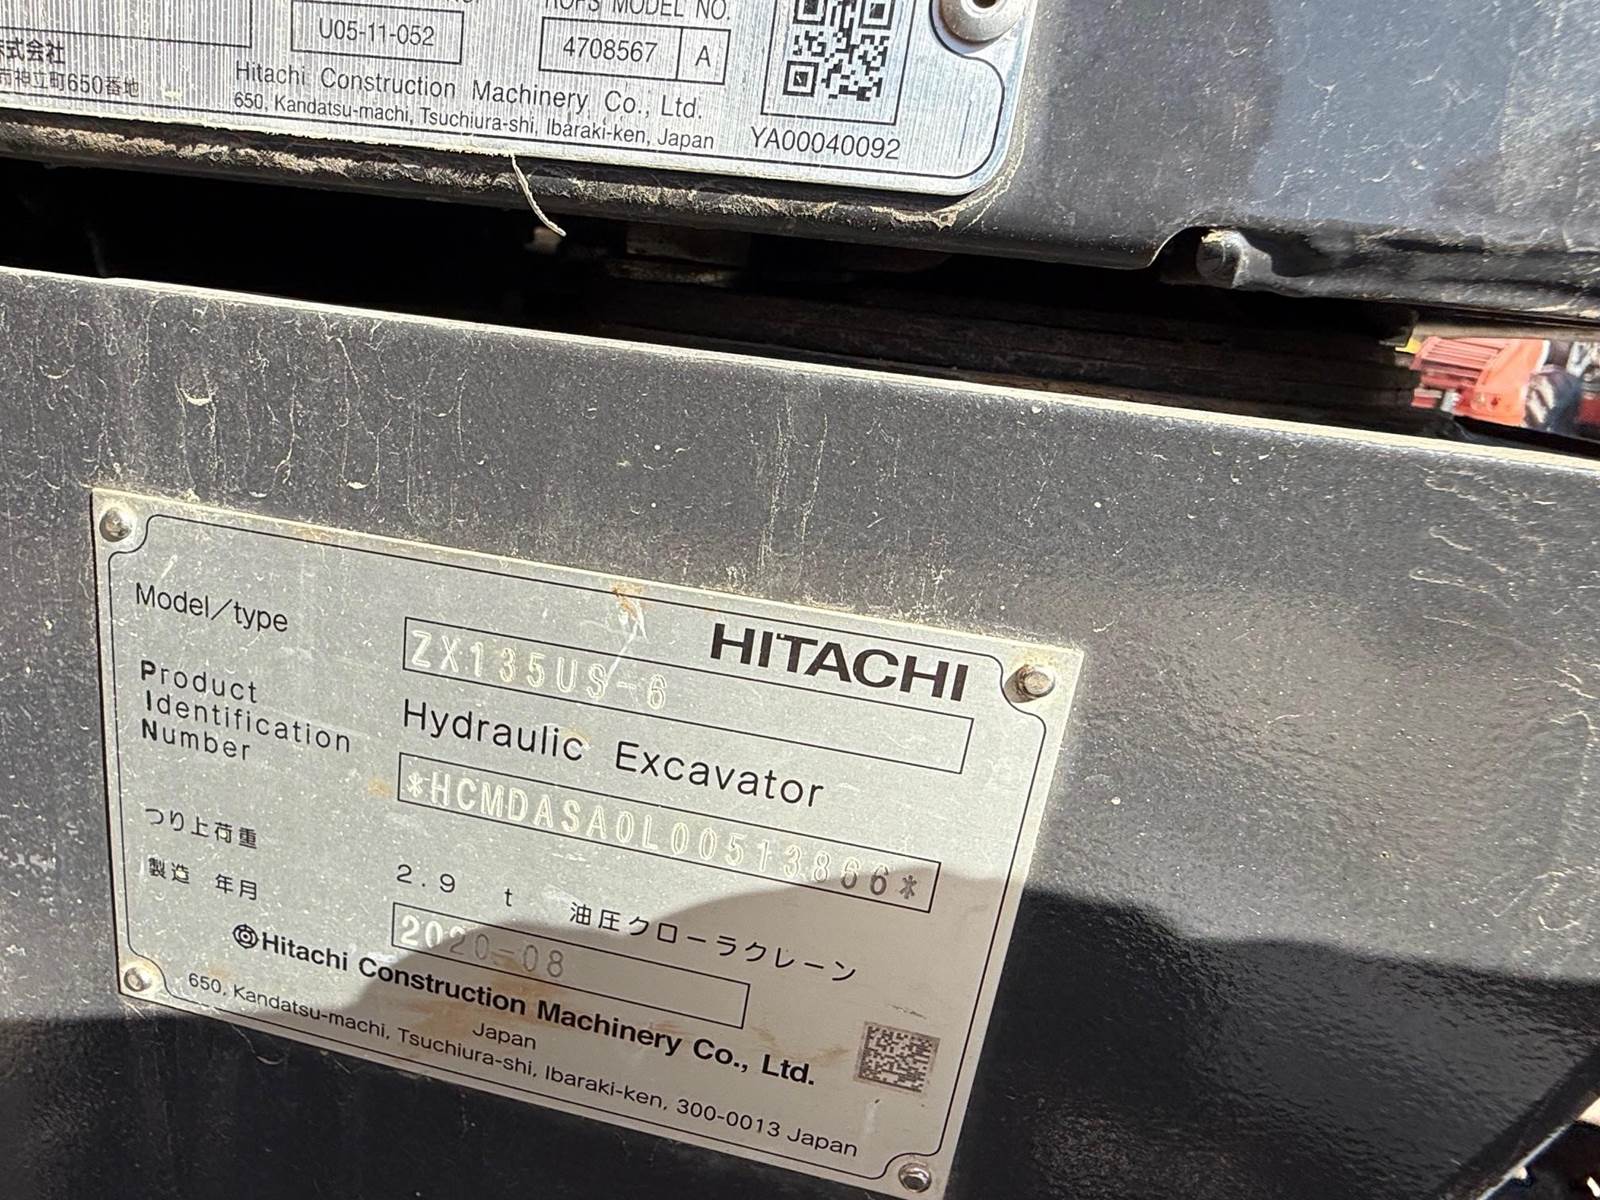 ROPS MODEL NO.
U05-11-052
4708567 A
株式会社
市神立町650番地
Hitachi Construction Machinery Co., Ltd.
650, Kandatsu-machi, Tsuchiura-shi, Ibaraki-ken, Japan
YA00040092
HITACHI
Model/type
ZX135US-6
Hydraulic Excavator
Product
Identification
Number
*HCMDASA0L00513866*
つり上荷重
2.9 t 油圧クローラクレーン
製造 年月
2020-08
Hitachi Construction Machinery Co., Ltd.
Japan
650, Kandatsu-machi, Tsuchiura-shi, Ibaraki-ken, 300-0013 Japan